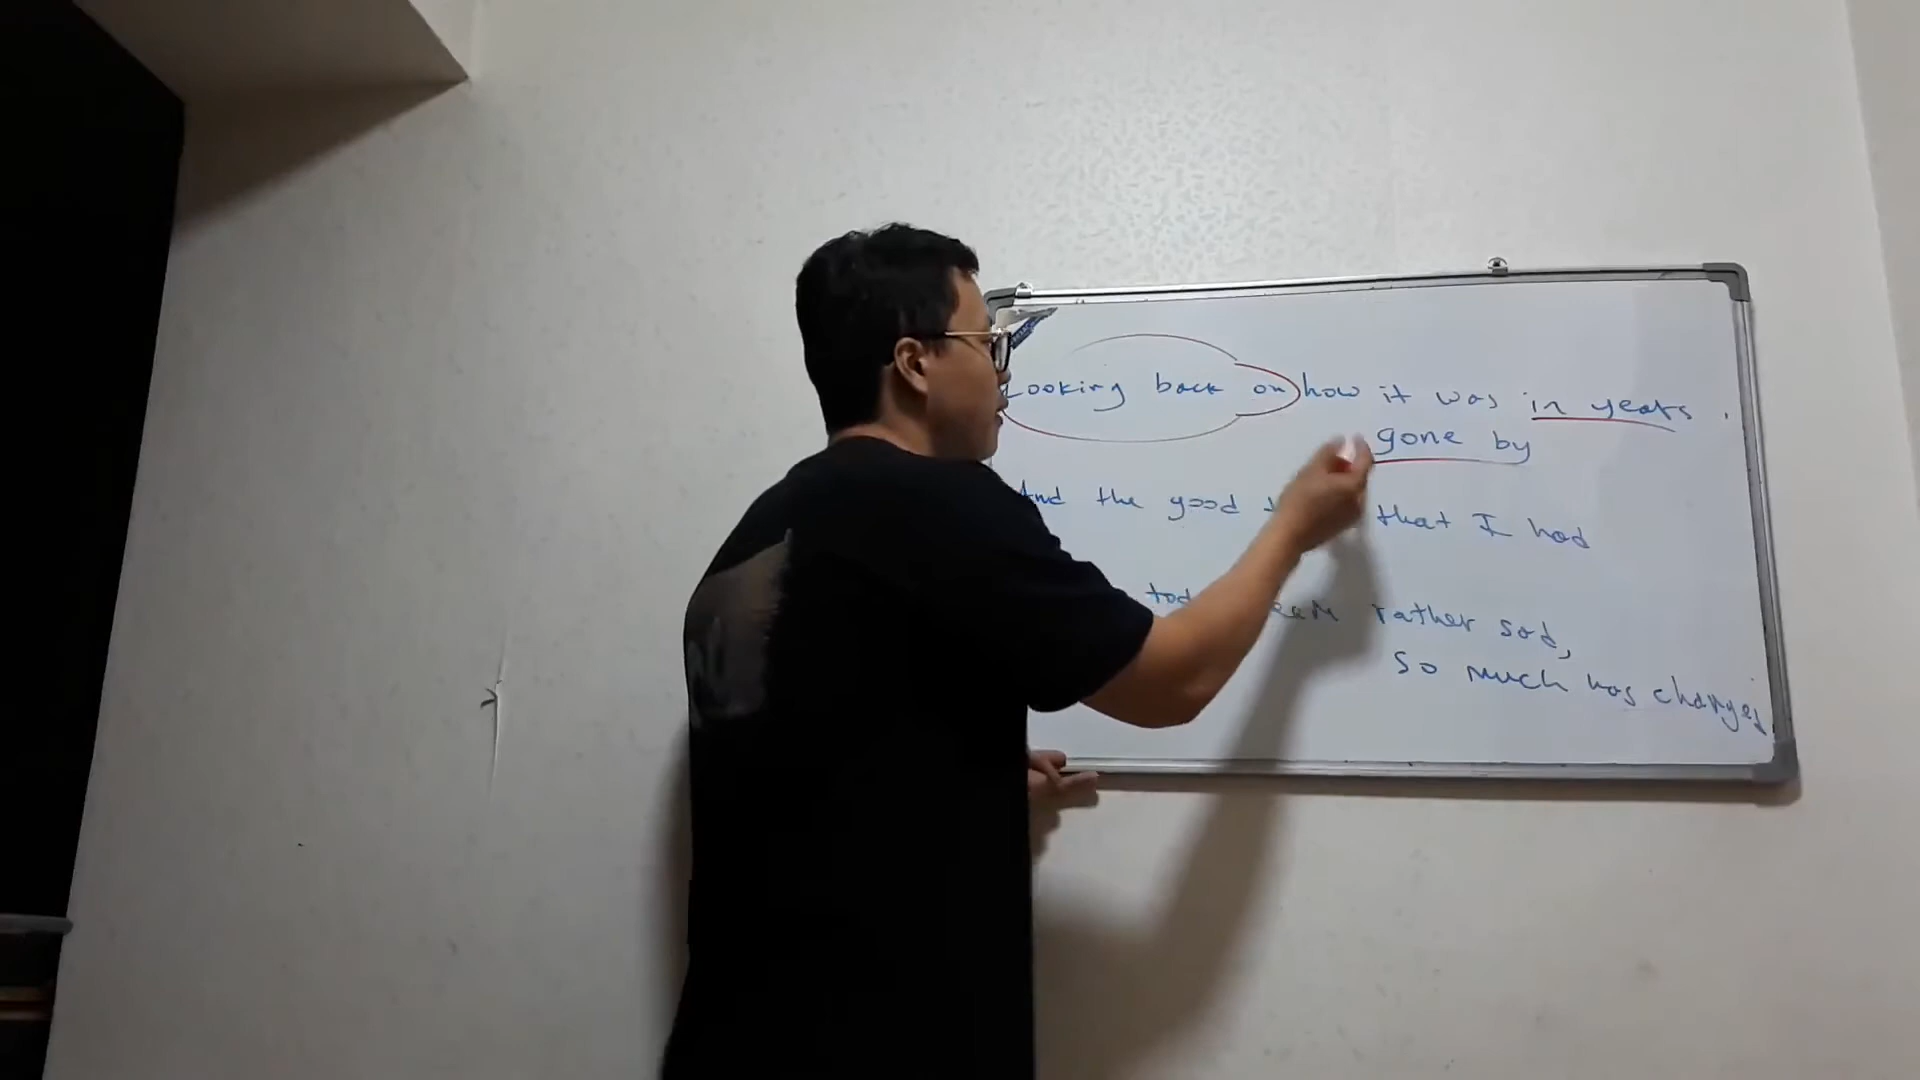 Looking back on how it was in years
gone by
And the good that I had
rather sad,
so much has changed